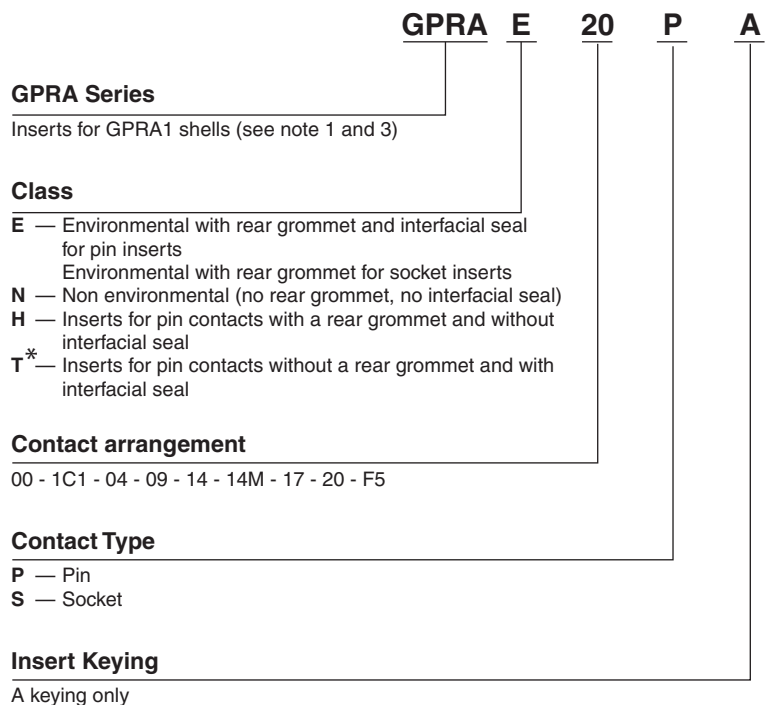 GPRA E 20 P A
GPRA Series
Inserts for GPRA1 shells (see note 1 and 3)
Class
E — Environmental with rear grommet and interfacial seal
for pin inserts
Environmental with rear grommet for socket inserts
N — Non environmental (no rear grommet, no interfacial seal)
H — Inserts for pin contacts with a rear grommet and without
interfacial seal
T*— Inserts for pin contacts without a rear grommet and with
interfacial seal
Contact arrangement
00 - 1C1 - 04 - 09 - 14 - 14M - 17 - 20 - F5
Contact Type
P — Pin
S — Socket
Insert Keying
A keying only